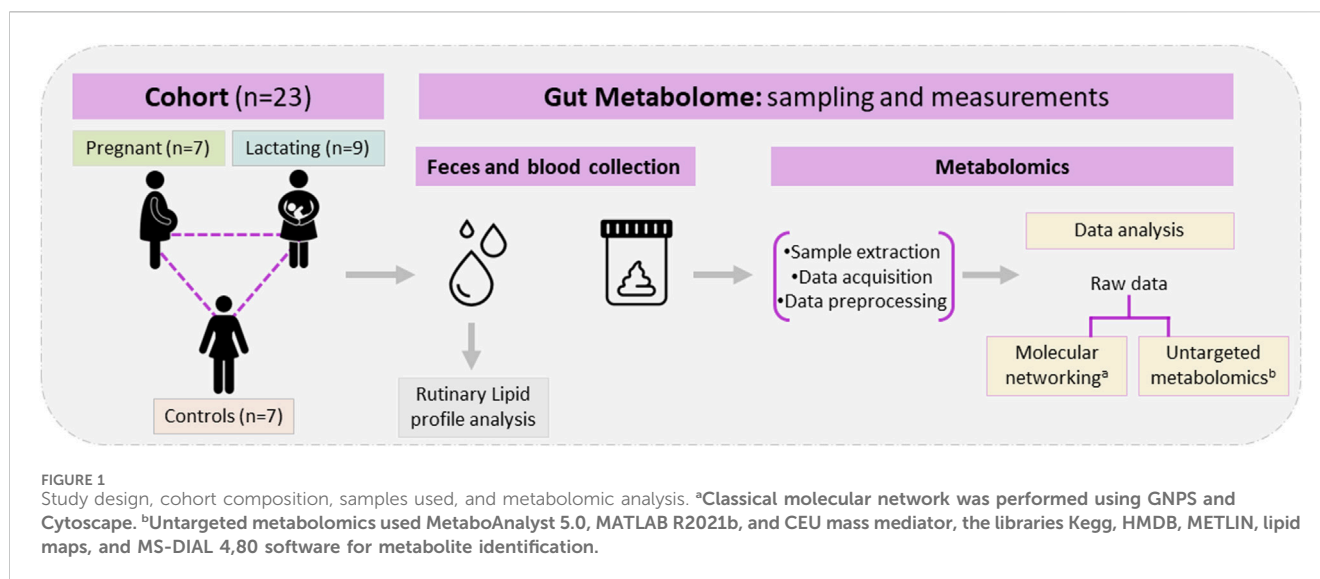 Cohort (n=23)
Gut Metabolome: sampling and measurements
Pregnant (n=7)
Lactating (n=9)
Controls (n=7)
Feces and blood collection
Rutinary Lipid
profile analysis
Metabolomics
•Sample extraction
•Data acquisition
•Data preprocessing
Data analysis
Raw data
Molecular
networkingᵃ
Untargeted
metabolomicsᵇ
FIGURE 1
Study design, cohort composition, samples used, and metabolomic analysis. ᵃClassical molecular network was performed using GNPS and
Cytoscape. ᵇUntargeted metabolomics used MetaboAnalyst 5.0, MATLAB R2021b, and CEU mass mediator, the libraries Kegg, HMDB, METLIN, lipid
maps, and MS-DIAL 4,80 software for metabolite identification.